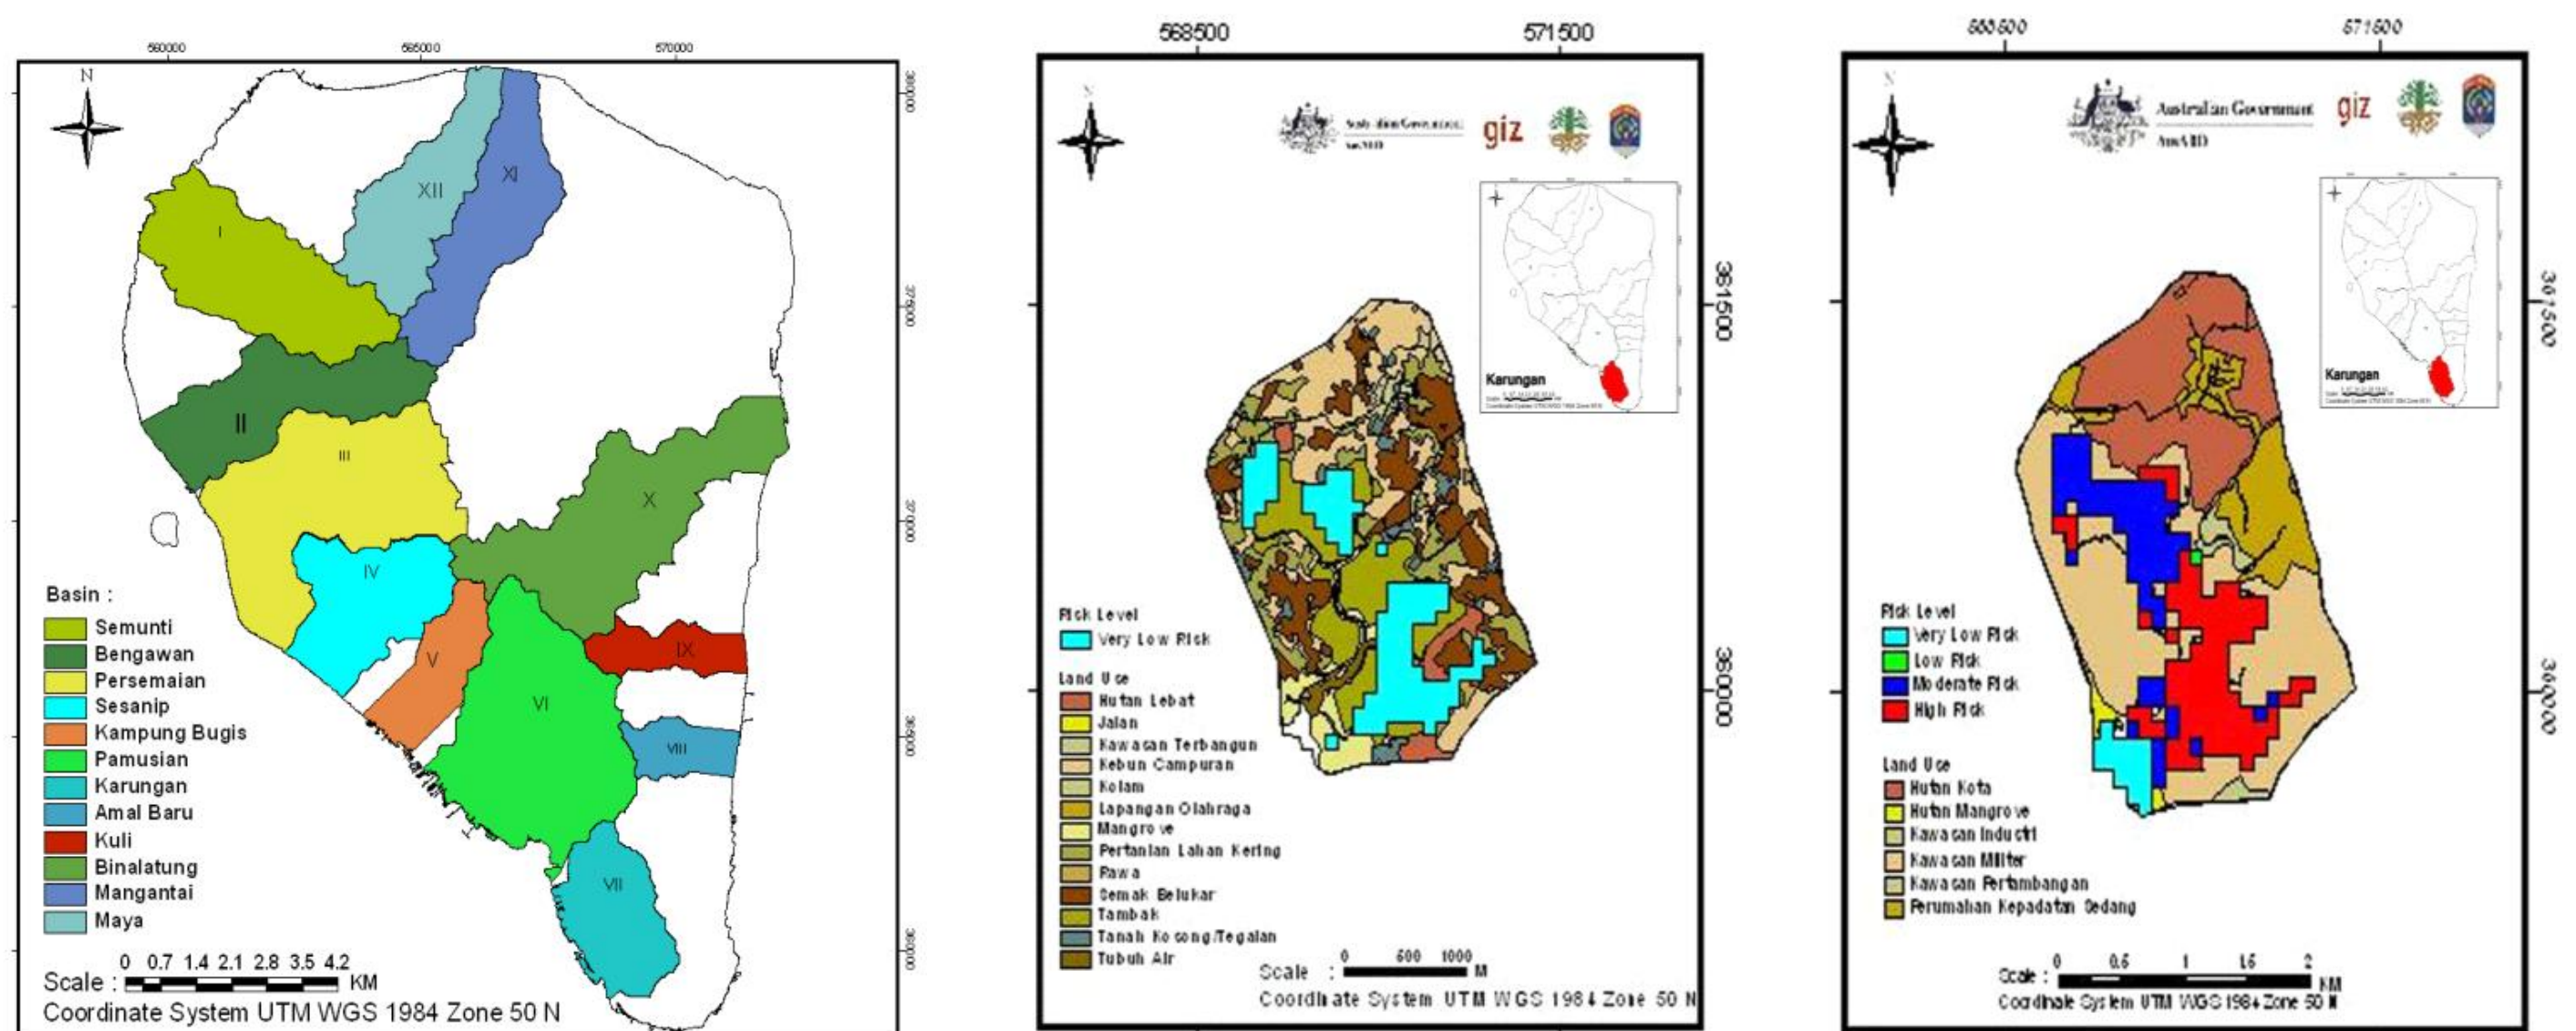 560000 565000 570000
N
XII
XI
I
II
III
X
IV
V
IX
VI
VIII
VII
Basin :
Semunti
Bengawan
Persemaian
Sesanip
Kampung Bugis
Pamusian
Karungan
Amal Baru
Kuli
Binalatung
Mangantai
Maya
0 0.7 1.4 2.1 2.8 3.5 4.2
Scale : KM
Coordinate System UTM WGS 1984 Zone 50 N
568500 571500
giz
Karungan
361500
360000
Risk Level
Very Low Risk
Land Use
Hutan Lebat
Jalan
Kawasan Terbangun
Kebun Campuran
Kolam
Lapangan Olahraga
Mangrove
Pertanian Lahan Kering
Rawa
Semak Belukar
Tambak
Tanah Kosong/Tegalan
Tubuh Air
0 500 1000
Scale : M
Coordinate System UTM WGS 1984 Zone 50 N
571500
Australian Government
AusAID
giz
Karungan
361500
360000
Risk Level
Very Low Risk
Low Risk
Moderate Risk
High Risk
Land Use
Hutan Kota
Hutan Mangrove
Kawasan Industri
Kawasan Militer
Kawasan Pertambangan
Perumahan Kepadatan Sedang
0 0.5 1 1.5 2
Scale : KM
Coordinate System UTM WGS 1984 Zone 50 N